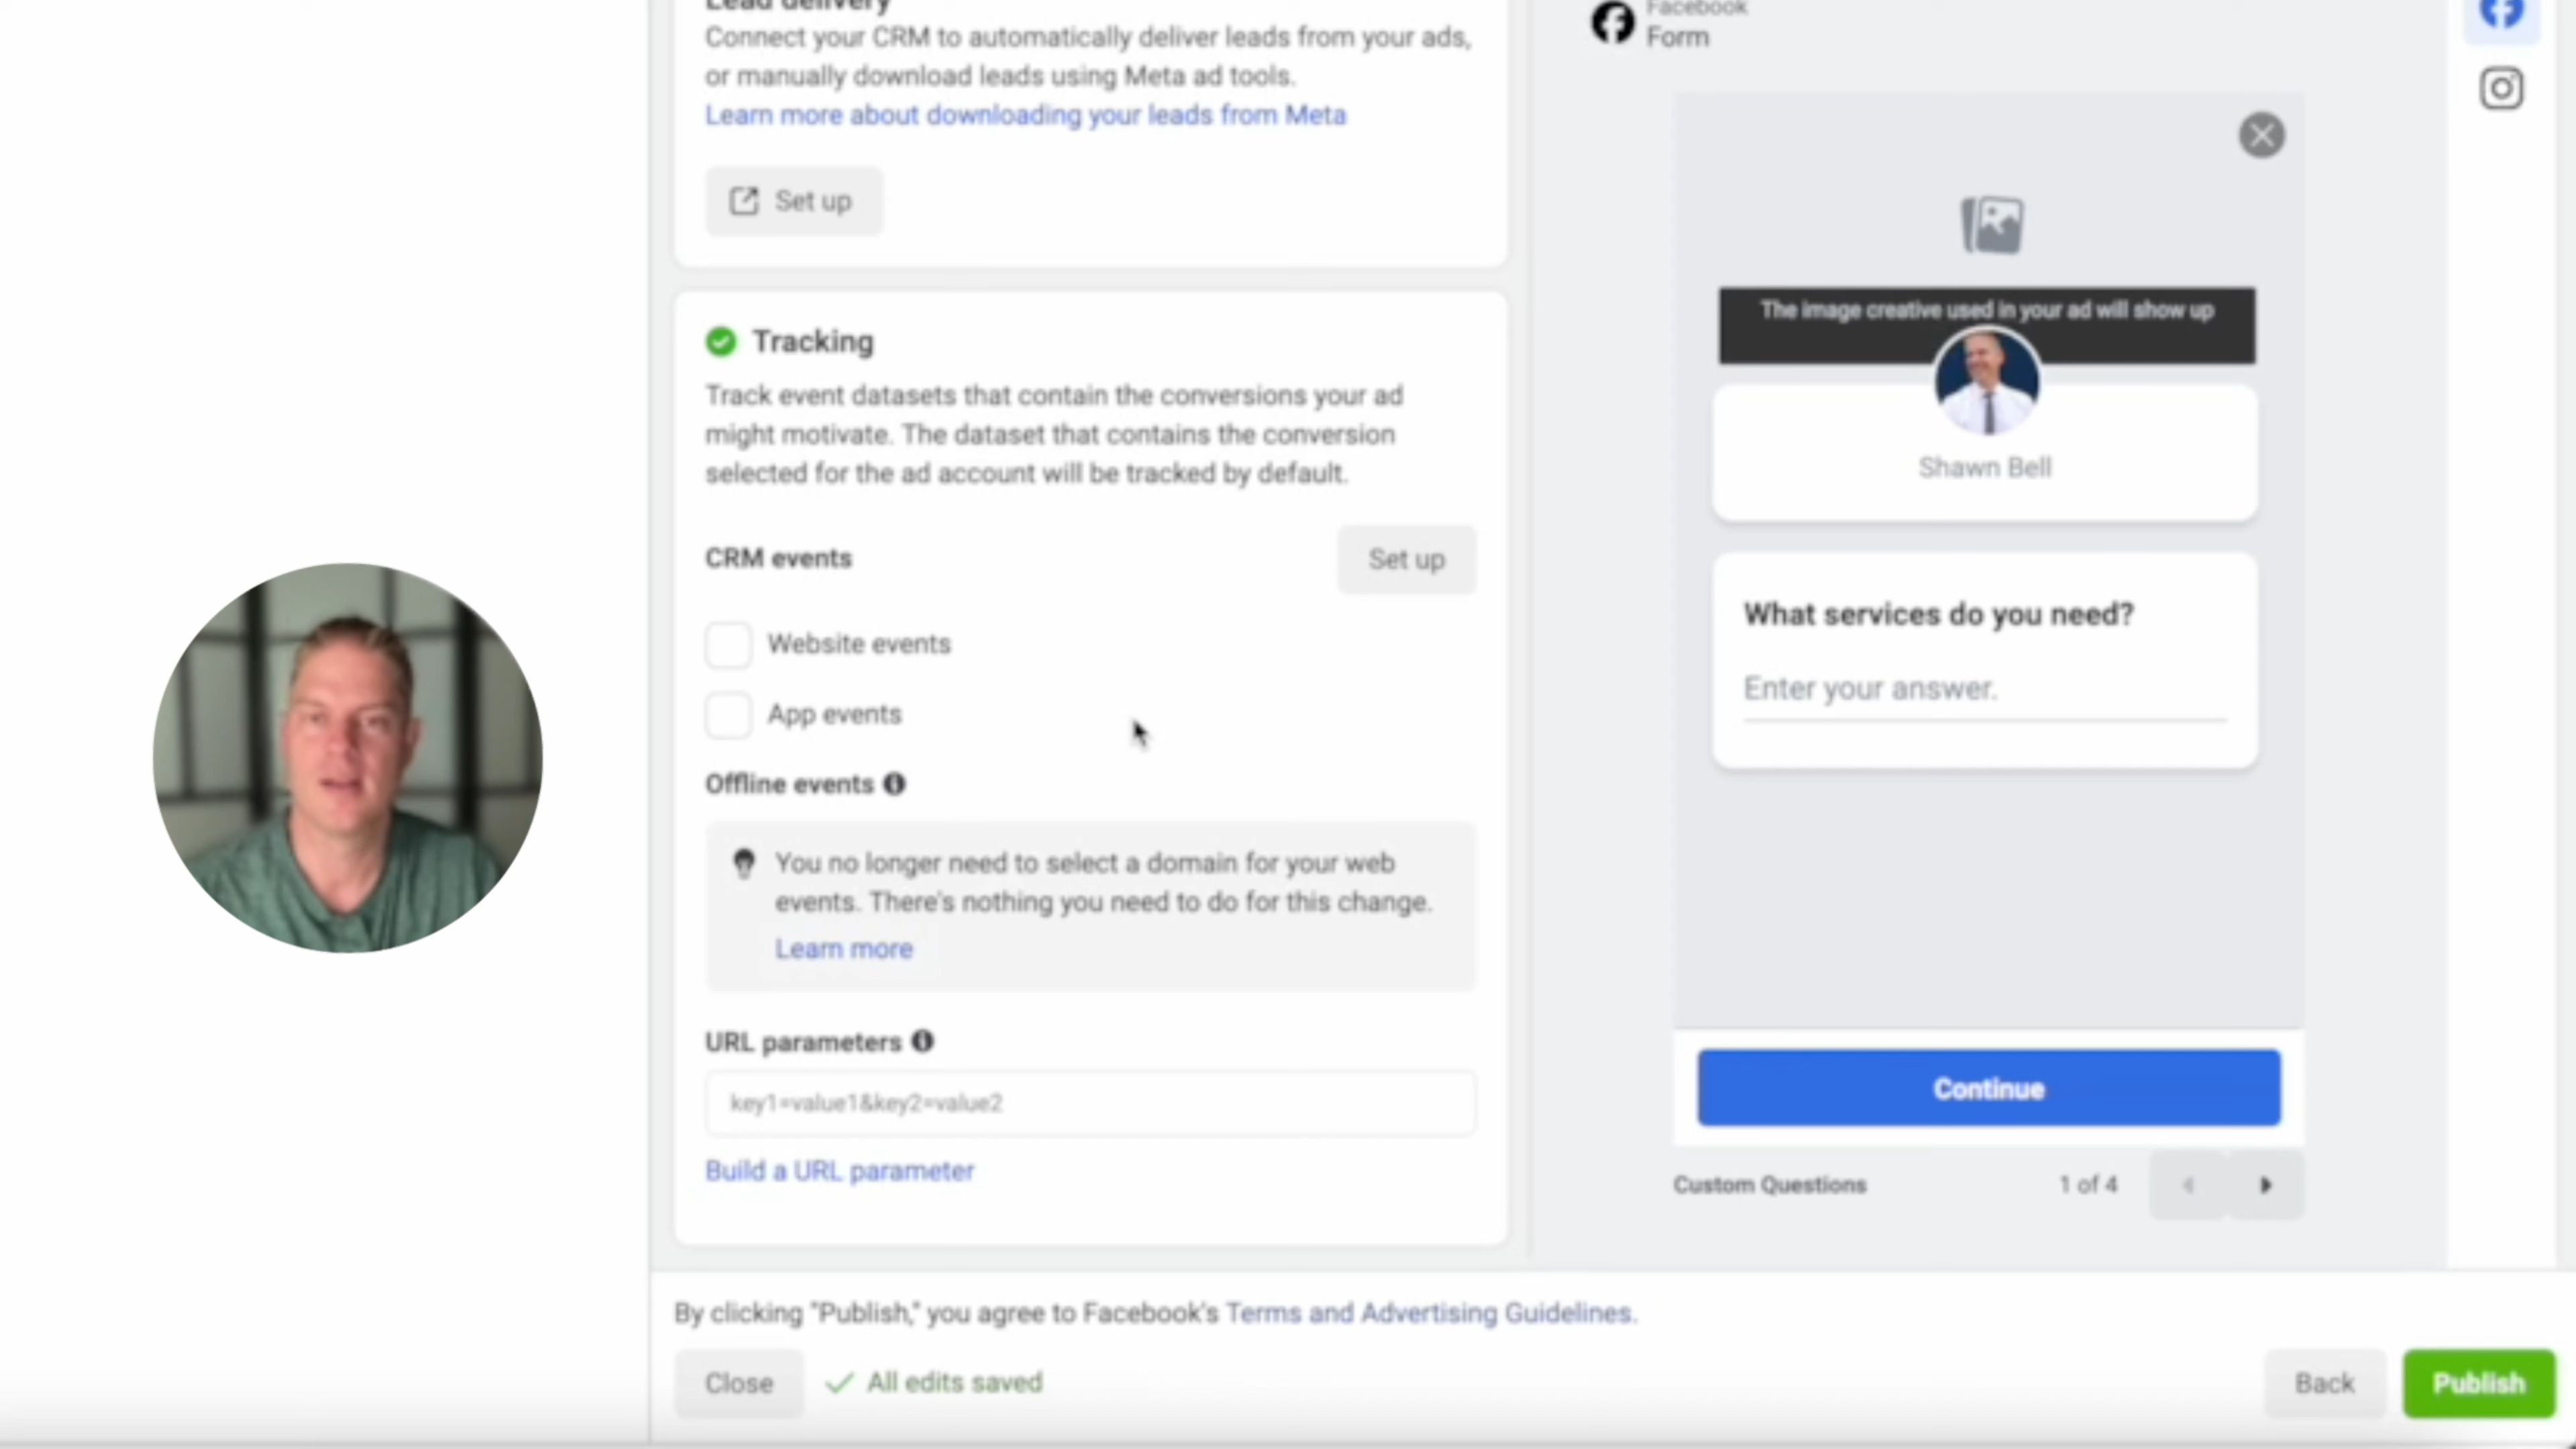 Lead delivery
Connect your CRM to automatically deliver leads from your ads,
or manually download leads using Meta ad tools.
Learn more about downloading your leads from Meta
Set up
Tracking
Track event datasets that contain the conversions your ad
might motivate. The dataset that contains the conversion
selected for the ad account will be tracked by default.
CRM events
Set up
Website events
App events
Offline events
You no longer need to select a domain for your web
events. There's nothing you need to do for this change.
Learn more
URL parameters
key1=value1&key2=value2
Build a URL parameter
Facebook
Form
The image creative used in your ad will show up
Shawn Bell
What services do you need?
Enter your answer.
Continue
Custom Questions
1 of 4
By clicking "Publish," you agree to Facebook's Terms and Advertising Guidelines.
Close
All edits saved
Back
Publish